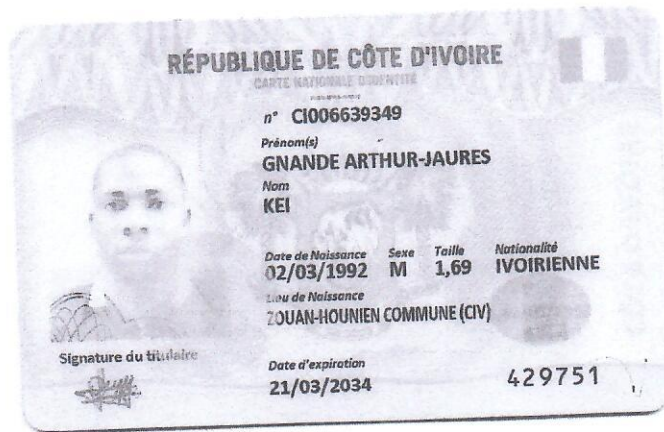 RÉPUBLIQUE DE CÔTE D'IVOIRE
CARTE NATIONALE D'IDENTITÉ
n° CI006639349
Prénom(s)
GNANDE ARTHUR-JAURES
Nom
KEI
Date de Naissance Sexe Taille Nationalité
02/03/1992 M 1,69 IVOIRIENNE
Lieu de Naissance
ZOUAN-HOUNIEN COMMUNE (CIV)
Signature du titulaire
Date d'expiration
21/03/2034
429751